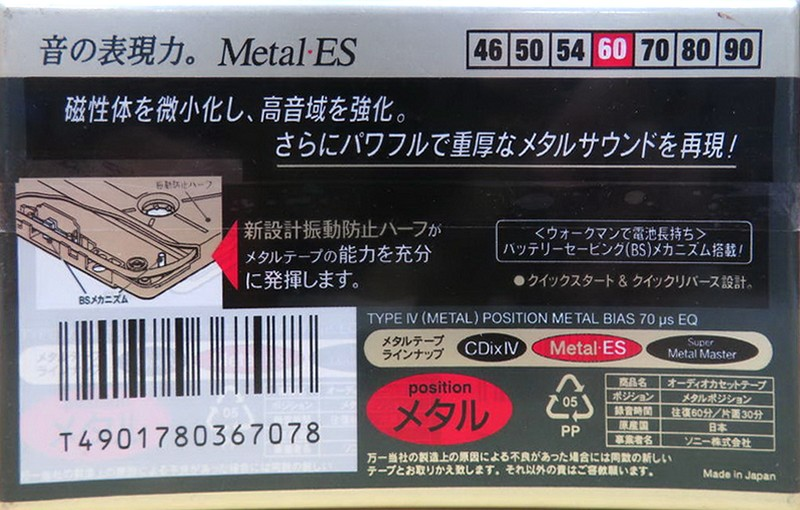 音の表現力。 Metal·ES 46 50 54 60 70 80 90
磁性体を微小化し、高音域を強化。
さらにパワフルで重厚なメタルサウンドを再現!
振動防止ハーフ
BSメカニズム
新設計振動防止ハーフが
メタルテープの能力を充分
に発揮します。
<ウォークマンで電池長持ち>
バッテリーセービング(BS)メカニズム搭載!
●クイックスタート & クイックリバース設計。
TYPE IV (METAL) POSITION METAL BIAS 70 μs EQ
メタルテープ
ラインナップ
CDixIV Metal·ES Super
Metal Master
position
メタル
05
PP
商品名 オーディオカセットテープ
ポジション メタルポジション
録音時間 往復60分/片面30分
原産国 日本
事業者名 ソニー株式会社
万一当社の製造上の原因による不良があった場合には同数の新しい
テープとお取りかえ致します。それ以外の責はご容赦願います。
Made in Japan
T4901780367078